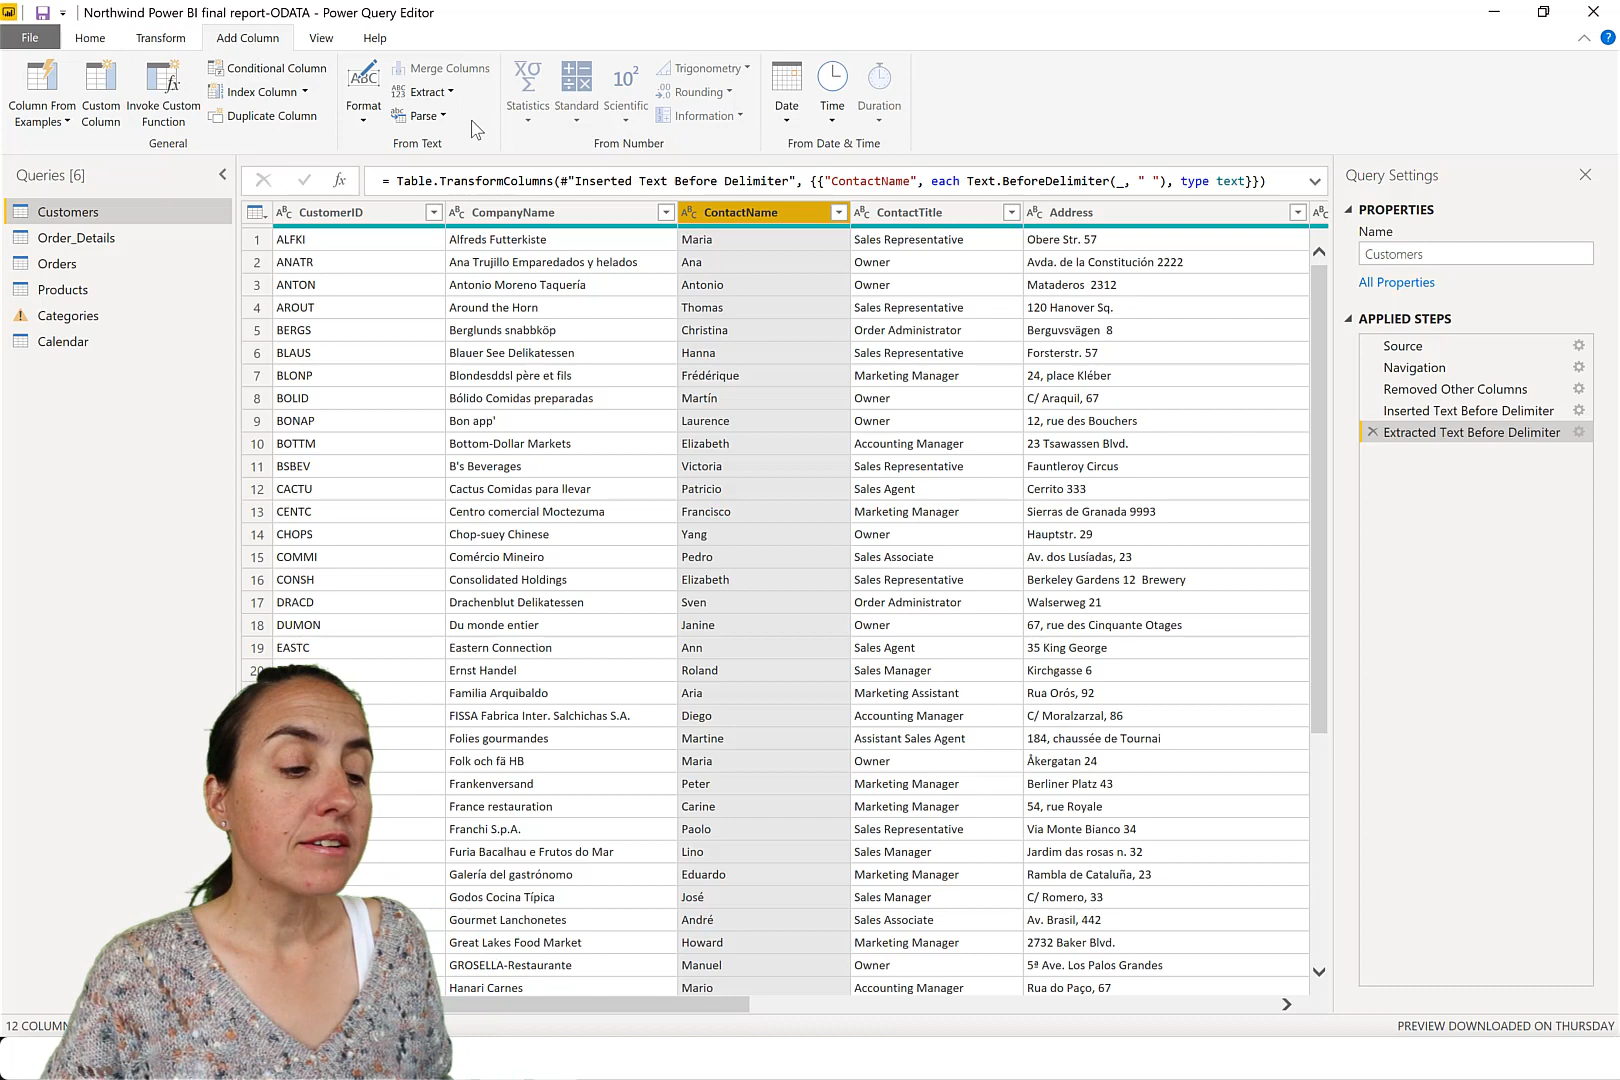 Northwind Power BI final report-ODATA - Power Query Editor
File Home Transform Add Column View Help
Column From Examples
Custom Column
Invoke Custom Function
Conditional Column
Index Column
Duplicate Column
General
ABC
Format
Merge Columns
ABC 123 Extract
abc Parse
From Text
XΟ Σ
Statistics
Standard
10² Scientific
Trigonometry
.00 Rounding
Information
From Number
Date
Time
Duration
From Date & Time
Queries [6]
Customers
Order_Details
Orders
Products
Categories
Calendar
fx = Table.TransformColumns(#"Inserted Text Before Delimiter", {{"ContactName", each Text.BeforeDelimiter(_, " "), type text}})
ABC CustomerID ABC CompanyName ABC ContactName ABC ContactTitle ABC Address ABC
1 ALFKI Alfreds Futterkiste Maria Sales Representative Obere Str. 57
2 ANATR Ana Trujillo Emparedados y helados Ana Owner Avda. de la Constitución 2222
3 ANTON Antonio Moreno Taquería Antonio Owner Mataderos 2312
4 AROUT Around the Horn Thomas Sales Representative 120 Hanover Sq.
5 BERGS Berglunds snabbköp Christina Order Administrator Berguvsvägen 8
6 BLAUS Blauer See Delikatessen Hanna Sales Representative Forsterstr. 57
7 BLONP Blondesddsl père et fils Frédérique Marketing Manager 24, place Kléber
8 BOLID Bólido Comidas preparadas Martín Owner C/ Araquil, 67
9 BONAP Bon app' Laurence Owner 12, rue des Bouchers
10 BOTTM Bottom-Dollar Markets Elizabeth Accounting Manager 23 Tsawassen Blvd.
11 BSBEV B's Beverages Victoria Sales Representative Fauntleroy Circus
12 CACTU Cactus Comidas para llevar Patricio Sales Agent Cerrito 333
13 CENTC Centro comercial Moctezuma Francisco Marketing Manager Sierras de Granada 9993
14 CHOPS Chop-suey Chinese Yang Owner Hauptstr. 29
15 COMMI Comércio Mineiro Pedro Sales Associate Av. dos Lusíadas, 23
16 CONSH Consolidated Holdings Elizabeth Sales Representative Berkeley Gardens 12 Brewery
17 DRACD Drachenblut Delikatessen Sven Order Administrator Walserweg 21
18 DUMON Du monde entier Janine Owner 67, rue des Cinquante Otages
19 EASTC Eastern Connection Ann Sales Agent 35 King George
20 Ernst Handel Roland Sales Manager Kirchgasse 6
Familia Arquibaldo Aria Marketing Assistant Rua Orós, 92
FISSA Fabrica Inter. Salchichas S.A. Diego Accounting Manager C/ Moralzarzal, 86
Folies gourmandes Martine Assistant Sales Agent 184, chaussée de Tournai
Folk och fä HB Maria Owner Åkergatan 24
Frankenversand Peter Marketing Manager Berliner Platz 43
France restauration Carine Marketing Manager 54, rue Royale
Franchi S.p.A. Paolo Sales Representative Via Monte Bianco 34
Furia Bacalhau e Frutos do Mar Lino Sales Manager Jardim das rosas n. 32
Galería del gastrónomo Eduardo Marketing Manager Rambla de Cataluña, 23
Godos Cocina Típica José Sales Manager C/ Romero, 33
Gourmet Lanchonetes André Sales Associate Av. Brasil, 442
Great Lakes Food Market Howard Marketing Manager 2732 Baker Blvd.
GROSELLA-Restaurante Manuel Owner 5ª Ave. Los Palos Grandes
Hanari Carnes Mario Accounting Manager Rua do Paço, 67
Query Settings
PROPERTIES
Name
Customers
All Properties
APPLIED STEPS
Source
Navigation
Removed Other Columns
Inserted Text Before Delimiter
Extracted Text Before Delimiter
12 COLUM
PREVIEW DOWNLOADED ON THURSDAY